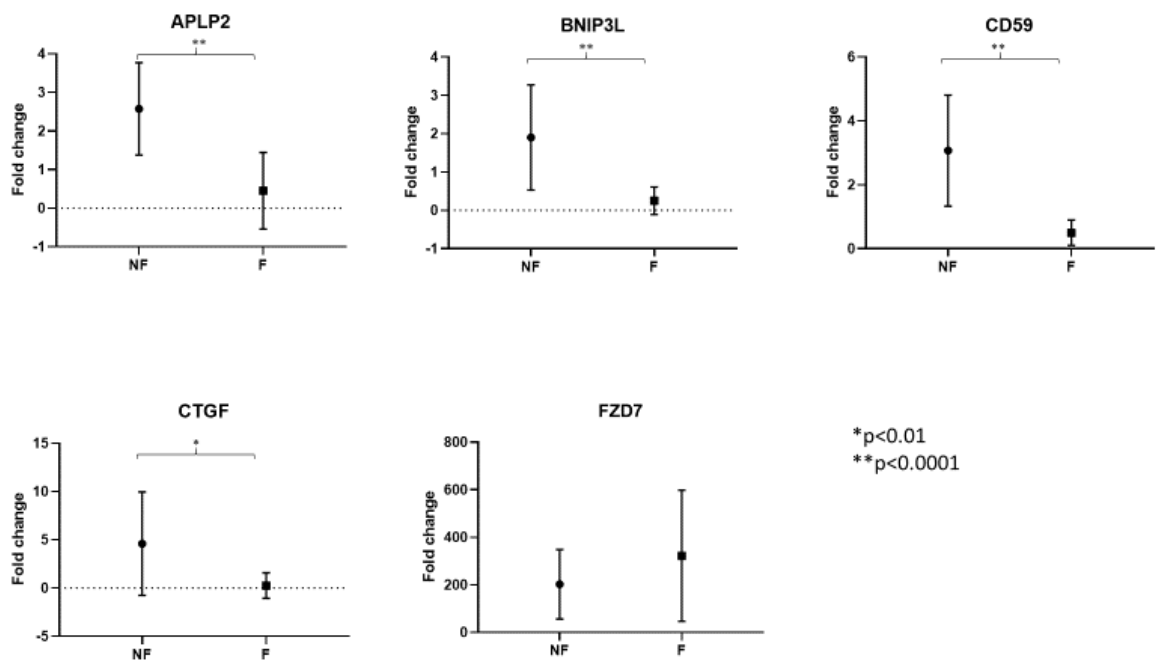 APLP2
**
Fold change
4
3
2
1
0
-1
NF
F
BNIP3L
**
Fold change
4
3
2
1
0
-1
NF
F
CD59
**
Fold change
6
4
2
0
NF
F
CTGF
*
Fold change
15
10
5
0
-5
NF
F
FZD7
Fold change
800
600
400
200
0
NF
F
*p<0.01
**p<0.0001